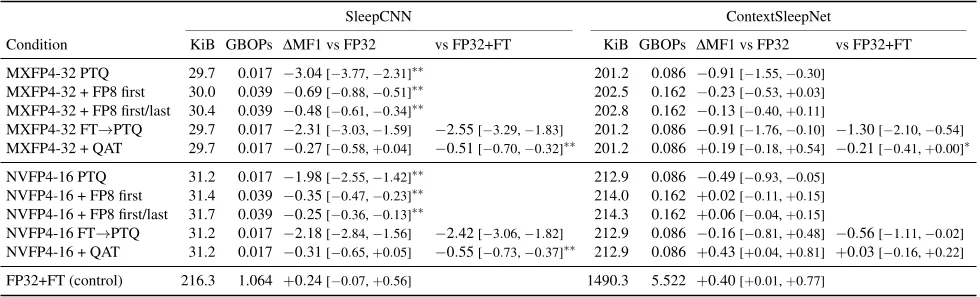 SleepCNN ContextSleepNet
Condition KiB GBOPs ΔMF1 vs FP32 vs FP32+FT KiB GBOPs ΔMF1 vs FP32 vs FP32+FT
MXFP4-32 PTQ 29.7 0.017 −3.04 [−3.77, −2.31]** 201.2 0.086 −0.91 [−1.55, −0.30]
MXFP4-32 + FP8 first 30.0 0.039 −0.69 [−0.88, −0.51]** 202.5 0.162 −0.23 [−0.53, +0.03]
MXFP4-32 + FP8 first/last 30.4 0.039 −0.48 [−0.61, −0.34]** 202.8 0.162 −0.13 [−0.40, +0.11]
MXFP4-32 FT→PTQ 29.7 0.017 −2.31 [−3.03, −1.59] −2.55 [−3.29, −1.83] 201.2 0.086 −0.91 [−1.76, −0.10] −1.30 [−2.10, −0.54]
MXFP4-32 + QAT 29.7 0.017 −0.27 [−0.58, +0.04] −0.51 [−0.70, −0.32]** 201.2 0.086 +0.19 [−0.18, +0.54] −0.21 [−0.41, +0.00]*
NVFP4-16 PTQ 31.2 0.017 −1.98 [−2.55, −1.42]** 212.9 0.086 −0.49 [−0.93, −0.05]
NVFP4-16 + FP8 first 31.4 0.039 −0.35 [−0.47, −0.23]** 214.0 0.162 +0.02 [−0.11, +0.15]
NVFP4-16 + FP8 first/last 31.7 0.039 −0.25 [−0.36, −0.13]** 214.3 0.162 +0.06 [−0.04, +0.15]
NVFP4-16 FT→PTQ 31.2 0.017 −2.18 [−2.84, −1.56] −2.42 [−3.06, −1.82] 212.9 0.086 −0.16 [−0.81, +0.48] −0.56 [−1.11, −0.02]
NVFP4-16 + QAT 31.2 0.017 −0.31 [−0.65, +0.05] −0.55 [−0.73, −0.37]** 212.9 0.086 +0.43 [+0.04, +0.81] +0.03 [−0.16, +0.22]
FP32+FT (control) 216.3 1.064 +0.24 [−0.07, +0.56] 1490.3 5.522 +0.40 [+0.01, +0.77]